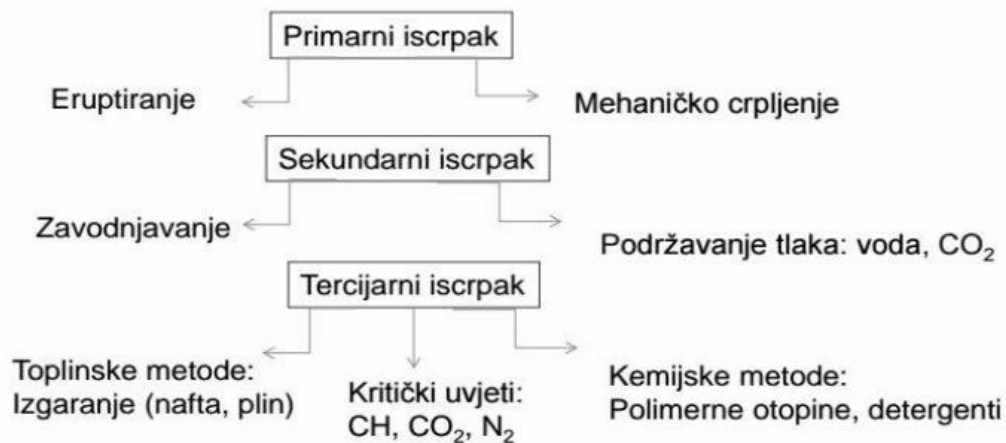 Primarni iscrpak
Eruptiranje
Mehaničko crpljenje
Sekundarni iscrpak
Zavodnjavanje
Podržavanje tlaka: voda, CO₂
Tercijarni iscrpak
Toplinske metode:
Izgaranje (nafta, plin)
Kritički uvjeti:
CH, CO₂, N₂
Kemijske metode:
Polimerne otopine, detergenti